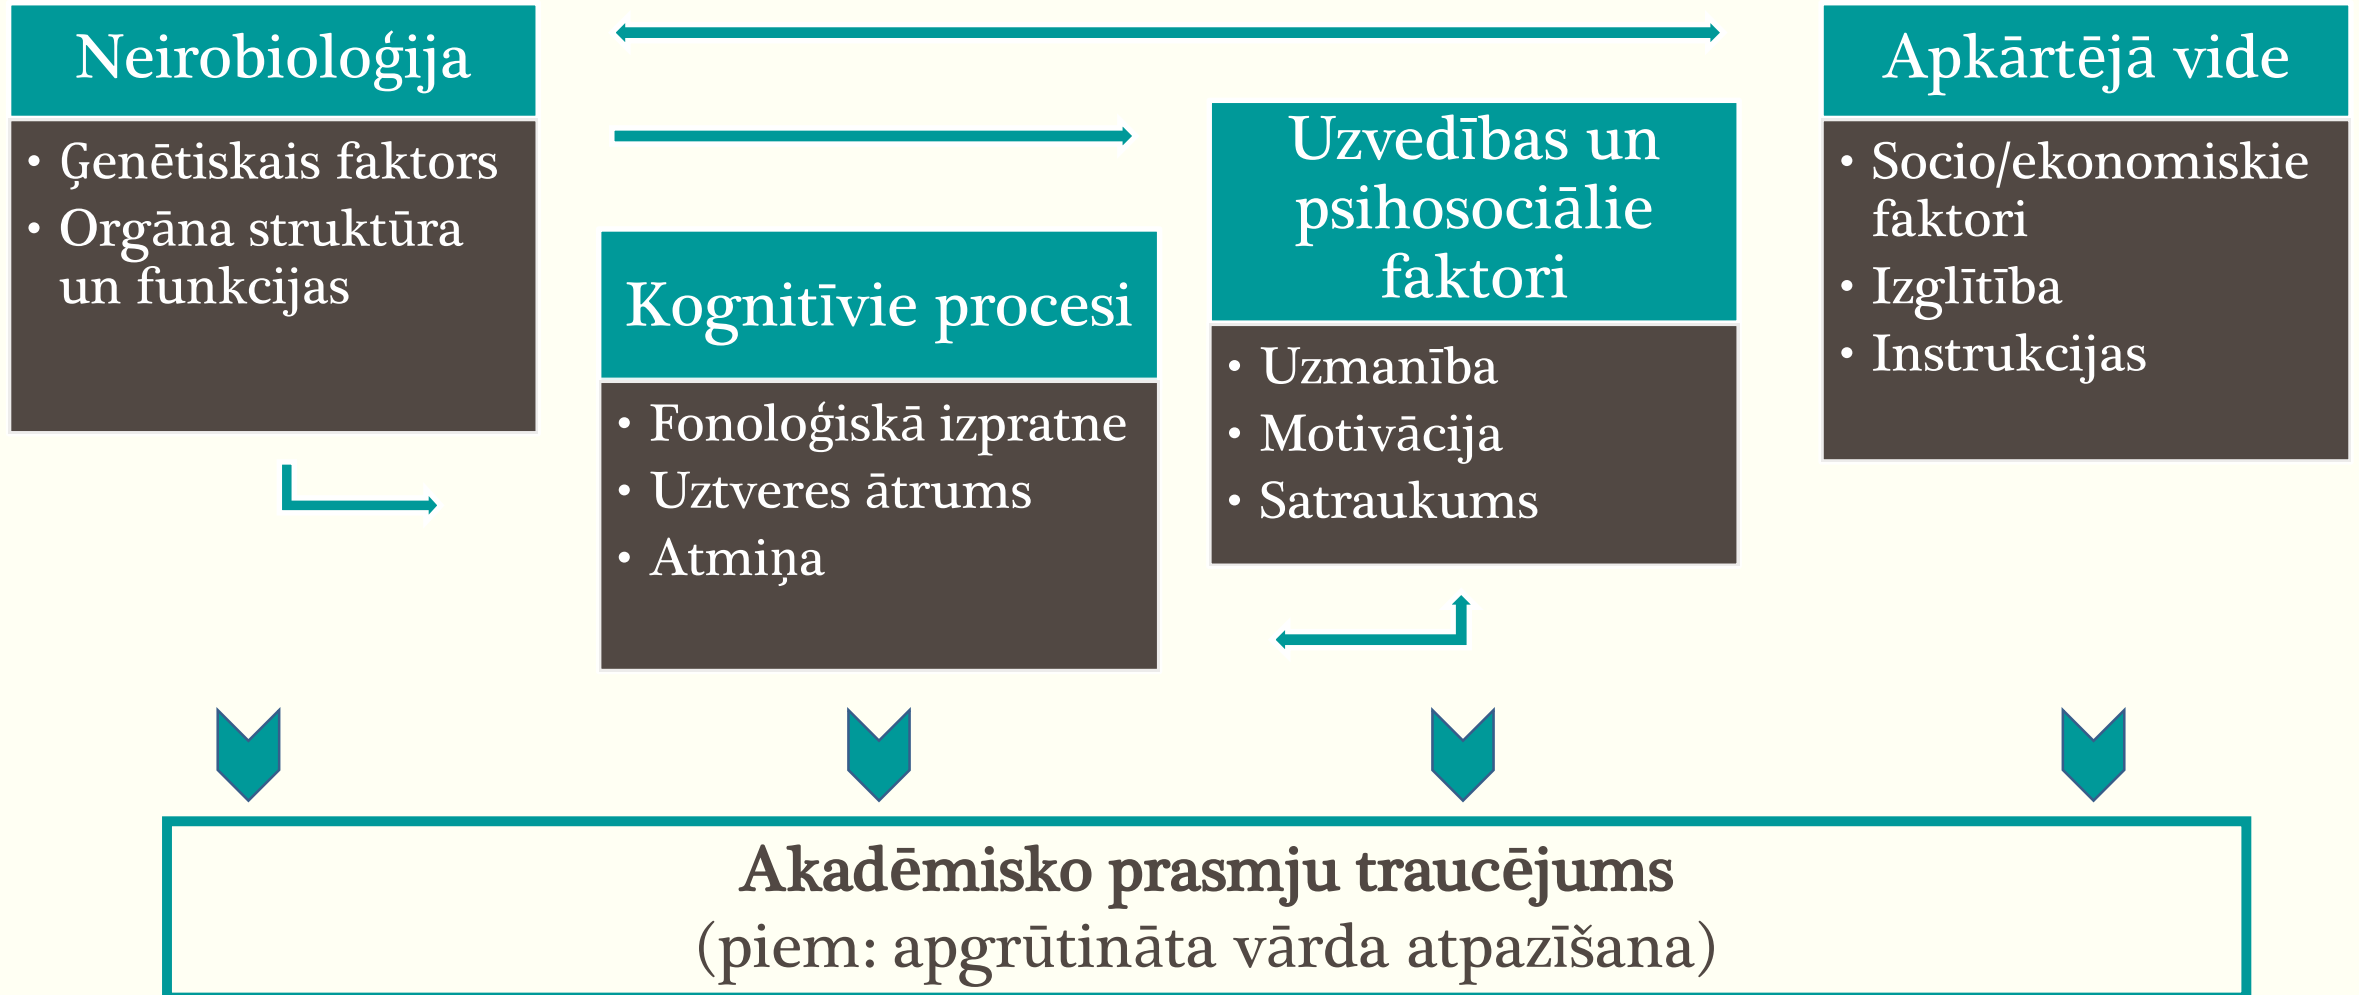 Neirobioloģija
• Ģenētiskais faktors
• Orgāna struktūra
un funkcijas
Kognitīvie procesi
• Fonoloģiskā izpratne
• Uztveres ātrums
• Atmiņa
Uzvedības un
psihosociālie
faktori
• Uzmanība
• Motivācija
• Satraukums
Apkārtējā vide
• Socio/ekonomiskie
faktori
• Izglītība
• Instrukcijas
Akadēmisko prasmju traucējums
(piem: apgrūtināta vārda atpazīšana)